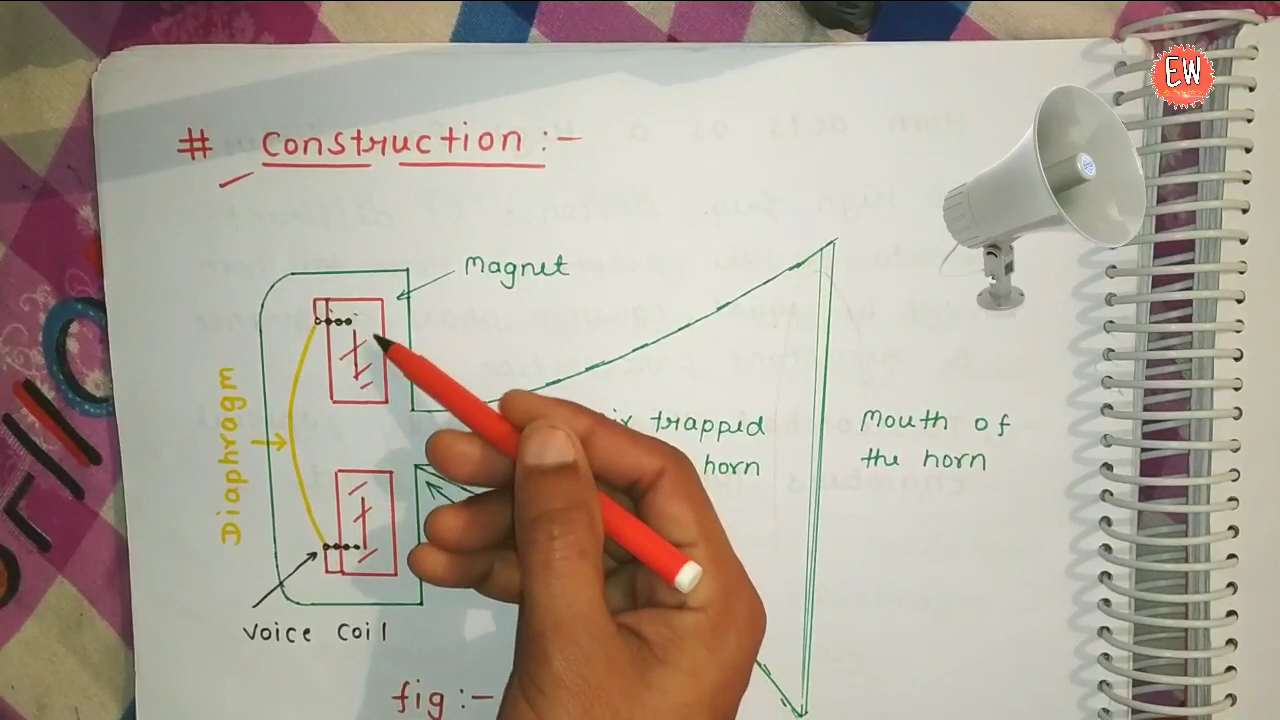 # Construction :-
Magnet
Diaphragm
trapped
horn
Mouth of
the horn
Voice Coil
fig :-
EW